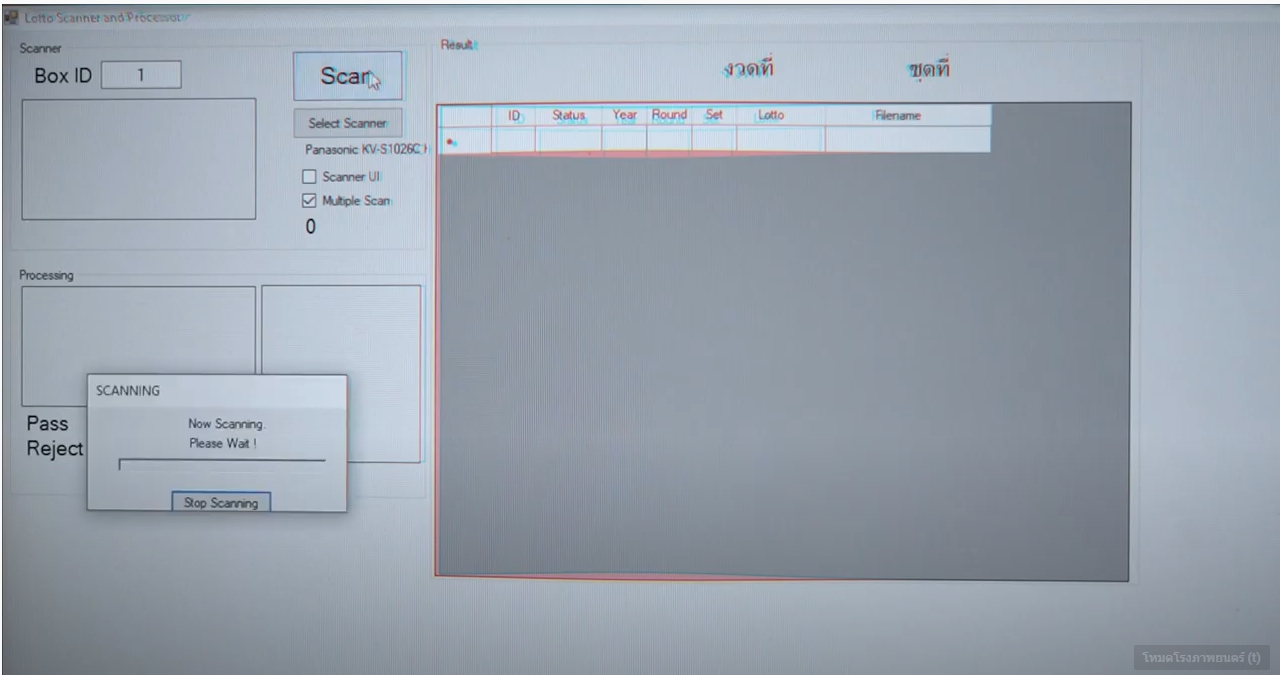 Lotto Scanner and Processor
Scanner
Box ID 1
Scan
Select Scanner
Panasonic KV-S1026C
Scanner UI
Multiple Scan
0
Processing
SCANNING
Now Scanning.
Please Wait !
Stop Scanning
Pass
Reject
Result
งวดที่ ชุดที่
ID Status Year Round Set Lotto Filename
โหมดโรงภาพยนตร์ (t)